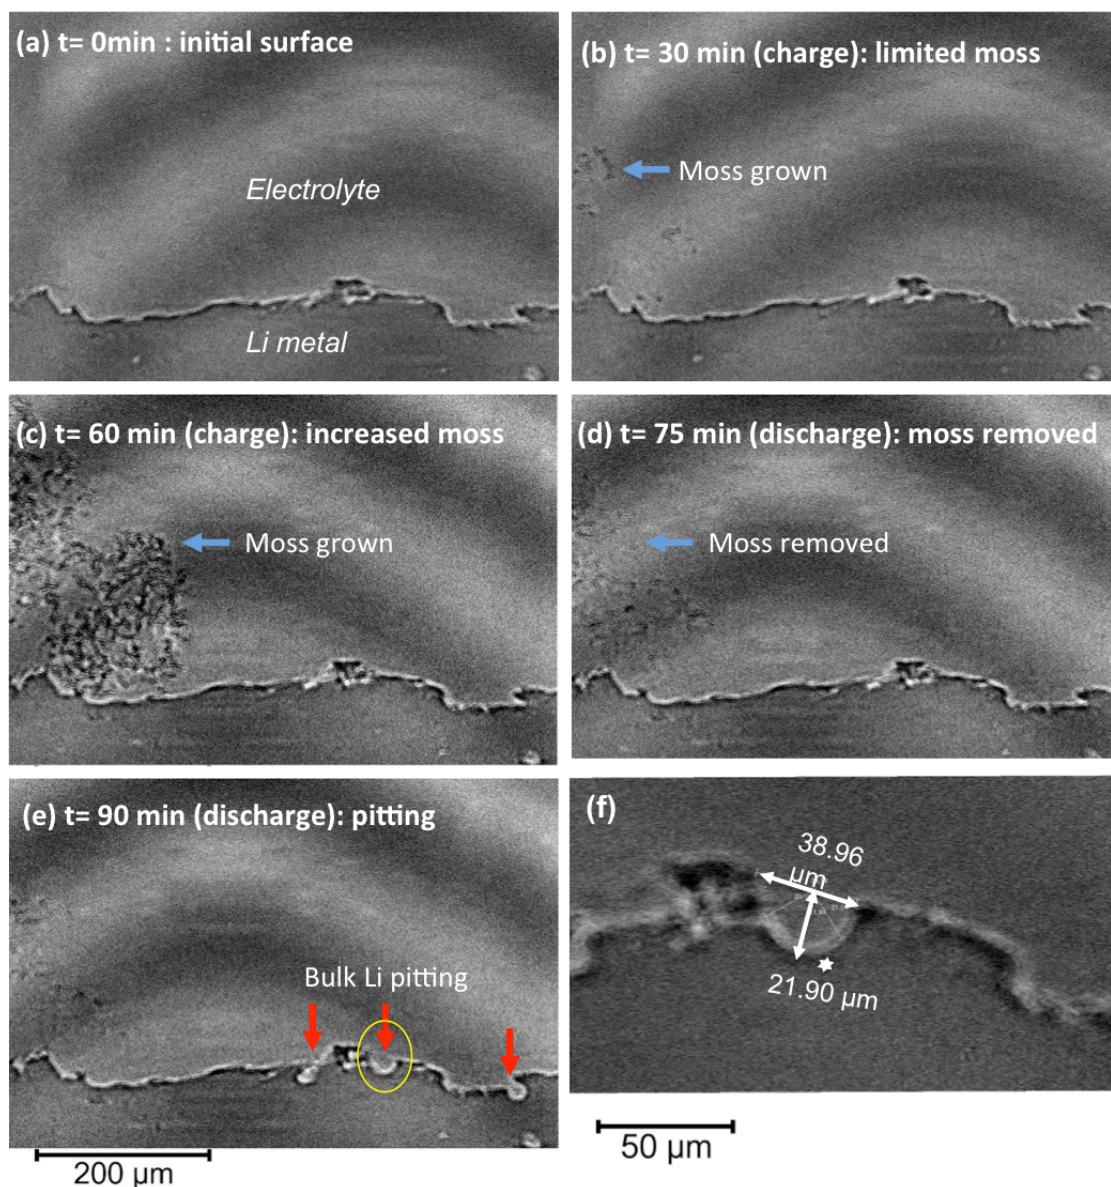 (a) t= 0min : initial surface
Electrolyte
Li metal
(b) t= 30 min (charge): limited moss
Moss grown
(c) t= 60 min (charge): increased moss
Moss grown
(d) t= 75 min (discharge): moss removed
Moss removed
(e) t= 90 min (discharge): pitting
Bulk Li pitting
200 µm
(f)
38.96
µm
21.90 µm
50 µm